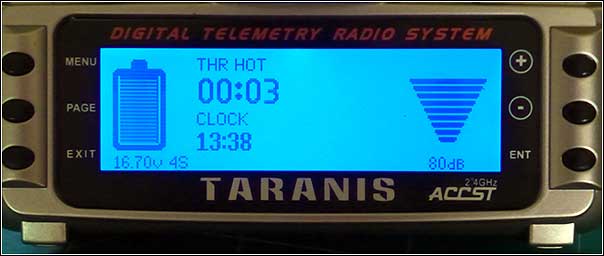 DIGITAL TELEMETRY RADIO SYSTEM
MENU
PAGE
EXIT
THR HOT
00:03
CLOCK
13:38
16.70v 4S
80dB
+
-
ENT
TARANIS
2.4GHz
ACCST